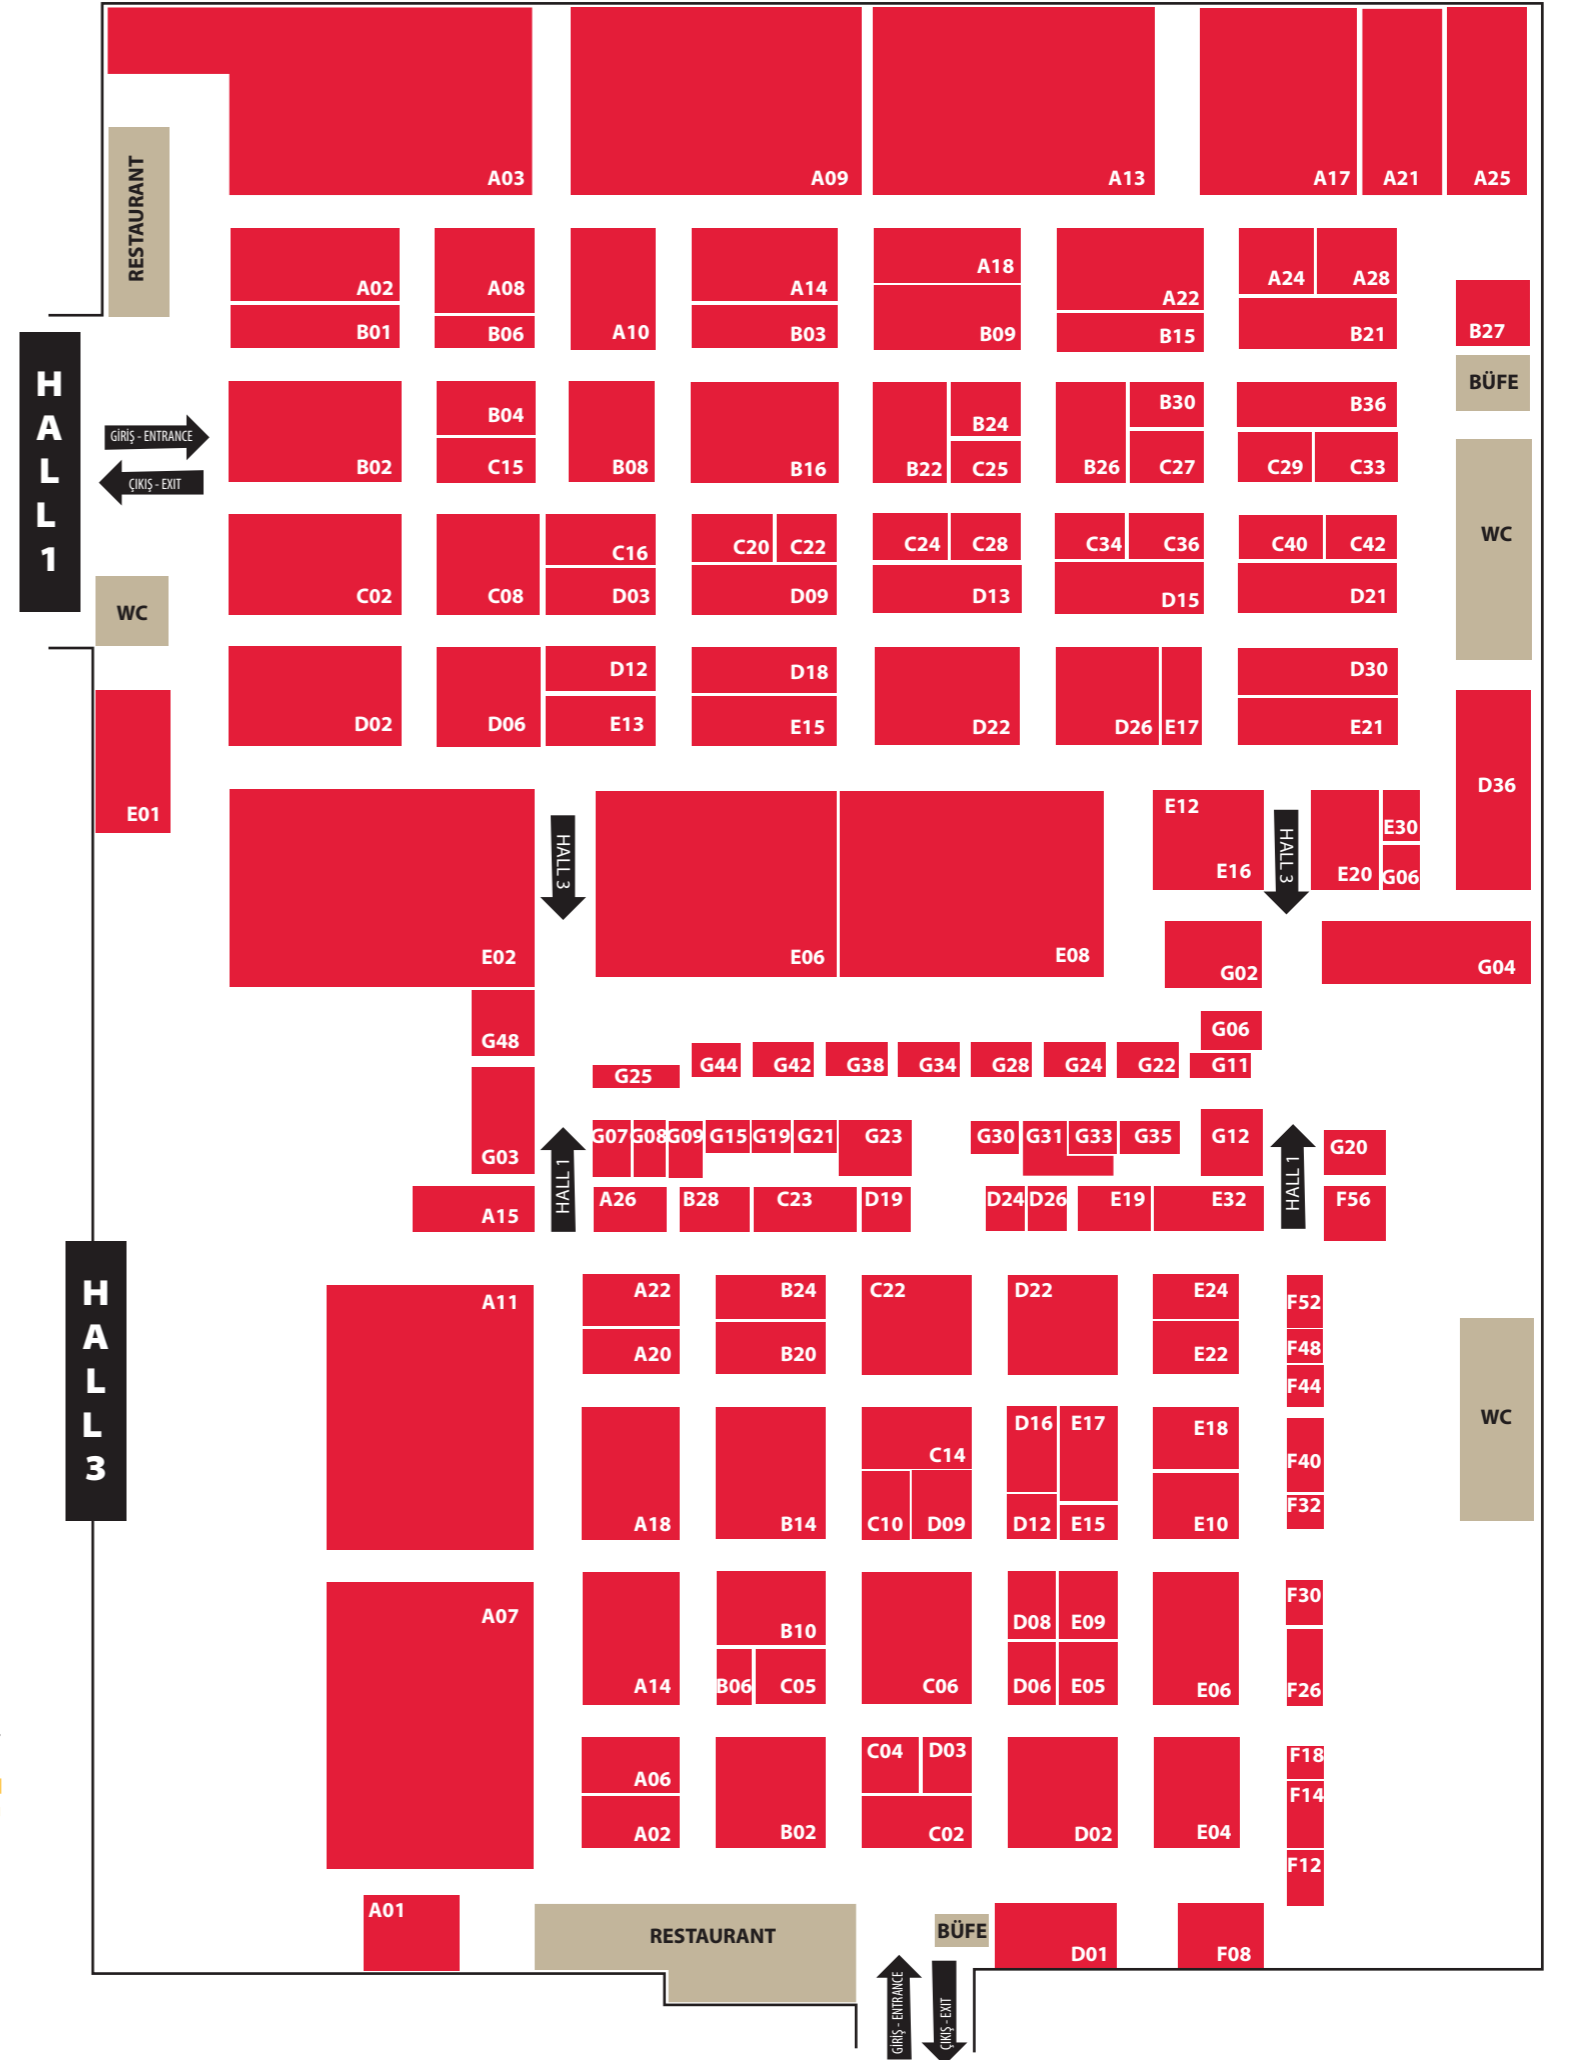 A03
A09
A13
A17
A21
A25
RESTAURANT
A02
A08
A10
A14
A18
A22
A24
A28
B01
B06
B03
B09
B15
B21
B27
BÜFE
HALL 1
GİRİŞ - ENTRANCE
ÇIKIŞ - EXIT
B02
B04
C15
B08
B16
B22
B24
C25
B26
B30
C27
B36
C29
C33
WC
C02
C08
C16
D03
C20
C22
D09
C24
C28
D13
C34
C36
D15
C40
C42
D21
WC
D02
D06
D12
E13
D18
E15
D22
D26
E17
D30
E21
E01
D36
E02
HALL 3
E06
E08
E12
E16
HALL 3
E20
E30
G06
G02
G04
G48
G03
G25
G44
G42
G38
G34
G28
G24
G22
G06
G11
G07
G08
G09
G15
G19
G21
G23
G30
G31
G33
G35
G12
G20
HALL 1
HALL 1
A15
A26
B28
C23
D19
D24
D26
E19
E32
F56
HALL 3
A11
A22
A20
B24
B20
C22
D22
E24
E22
F52
F48
F44
WC
A18
B14
C14
C10
D09
D16
E17
D12
E15
E18
E10
F40
F32
A07
A14
B10
B06
C05
C06
D08
E09
D06
E05
E06
F30
F26
A06
A02
B02
C04
D03
C02
D02
E04
F18
F14
F12
A01
RESTAURANT
BÜFE
D01
F08
GİRİŞ - ENTRANCE
ÇIKIŞ - EXIT